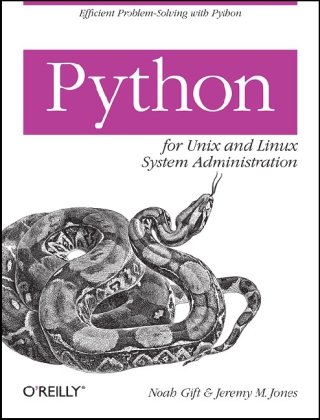 Efficient Problem-Solving with Python
Python
for Unix and Linux
System Administration
O'REILLY
Noah Gift & Jeremy M. Jones